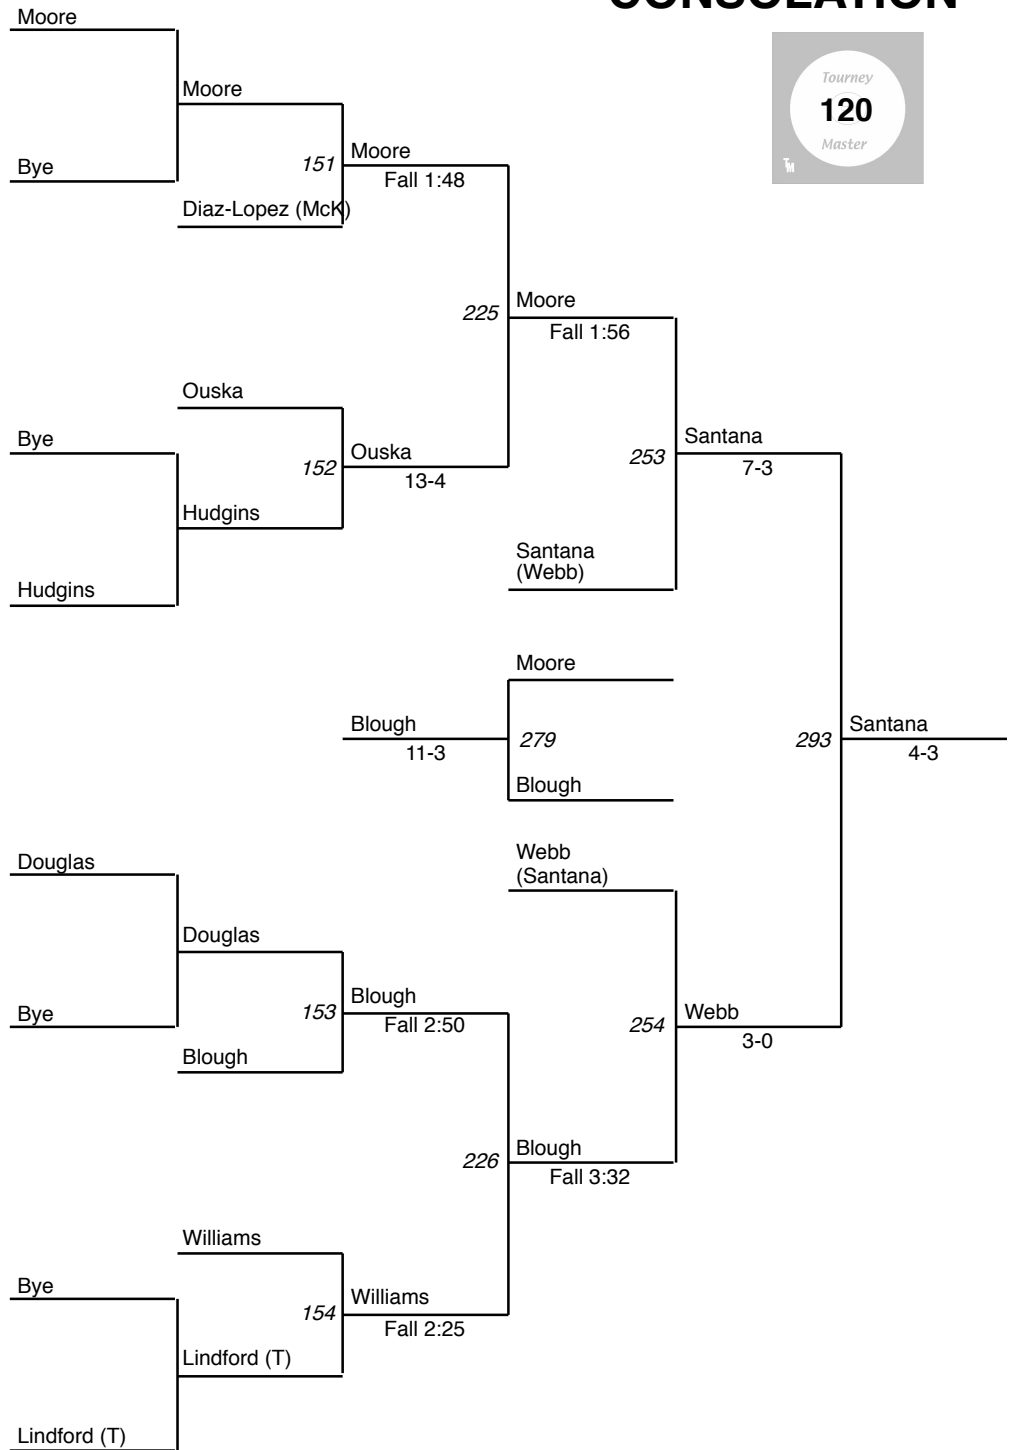 CONSOLATION
Moore
Tourney
120
Master
TM
Moore
151
Moore
Fall 1:48
Bye
Diaz-Lopez (McK)
225
Moore
Fall 1:56
Ouska
Bye
152
Ouska
13-4
253
Santana
7-3
Hudgins
Santana
(Webb)
Hudgins
Moore
Blough
11-3
279
293
Santana
4-3
Blough
Webb
(Santana)
Douglas
Douglas
153
Blough
Fall 2:50
Bye
254
Webb
3-0
Blough
226
Blough
Fall 3:32
Williams
Bye
154
Williams
Fall 2:25
Lindford (T)
Lindford (T)